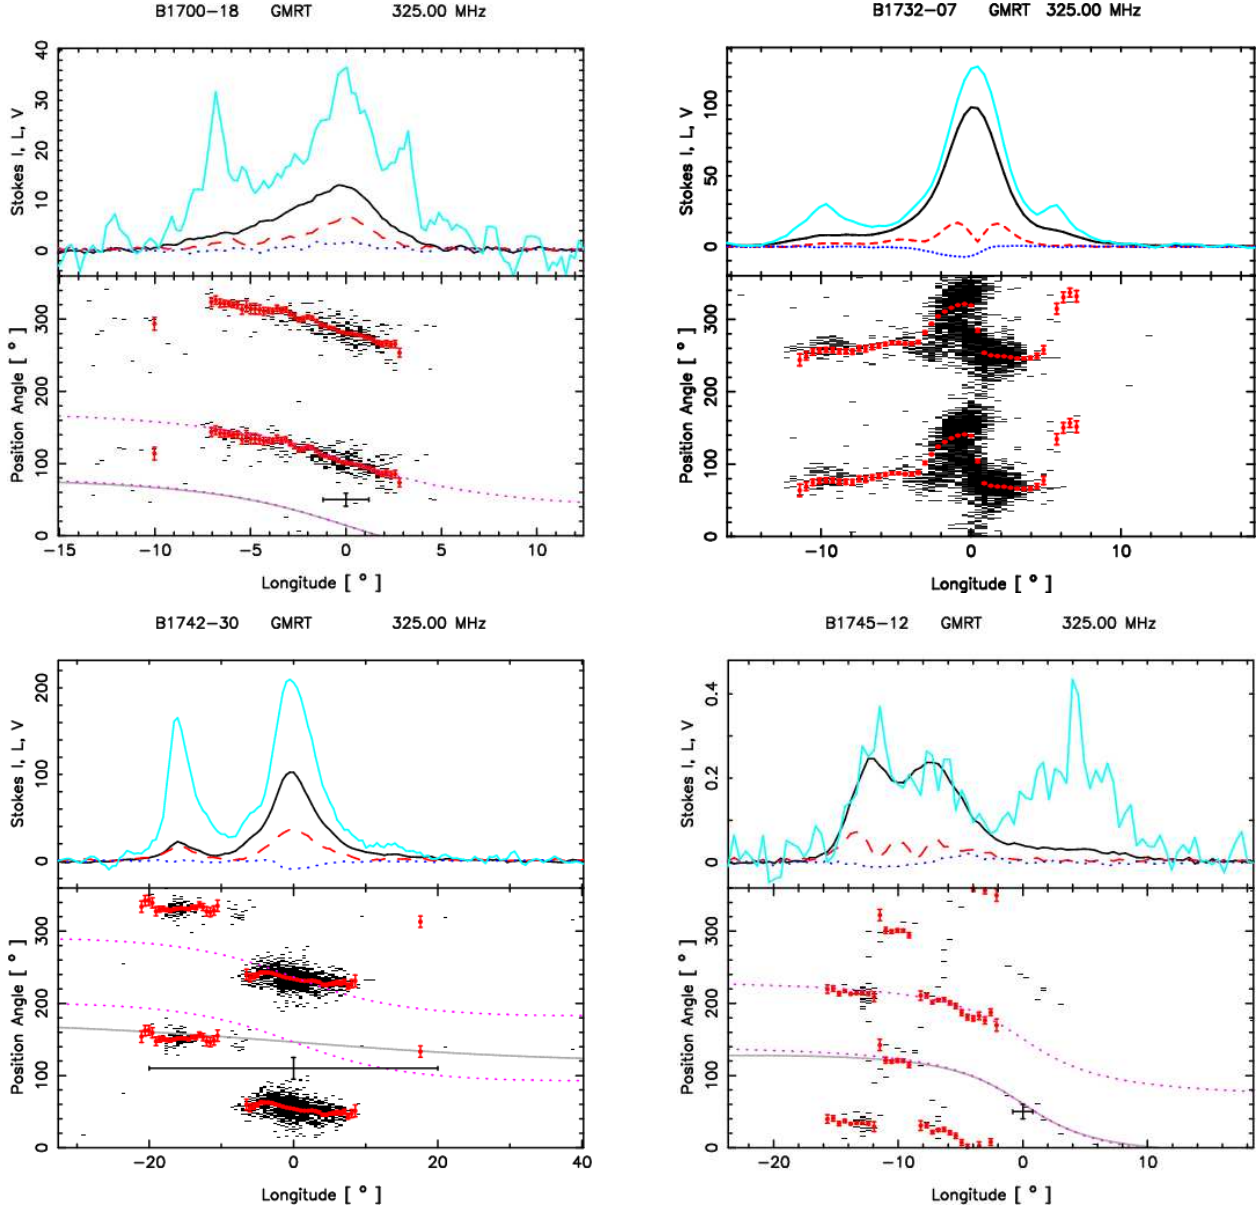 B1700-18 GMRT 325.00 MHz
B1732-07 GMRT 325.00 MHz
Stokes I, L, V
40
30
20
10
0
Position Angle [ ° ]
300
200
100
0
-15 -10 -5 0 5 10
Longitude [ ° ]
Stokes I, L, V
100
50
0
Position Angle [ ° ]
300
200
100
0
-10 0 10
Longitude [ ° ]
B1742-30 GMRT 325.00 MHz
B1745-12 GMRT 325.00 MHz
Stokes I, L, V
200
100
0
Position Angle [ ° ]
300
200
100
0
-20 0 20 40
Longitude [ ° ]
Stokes I, L, V
0.4
0.2
0
Position Angle [ ° ]
300
200
100
0
-20 -10 0 10
Longitude [ ° ]